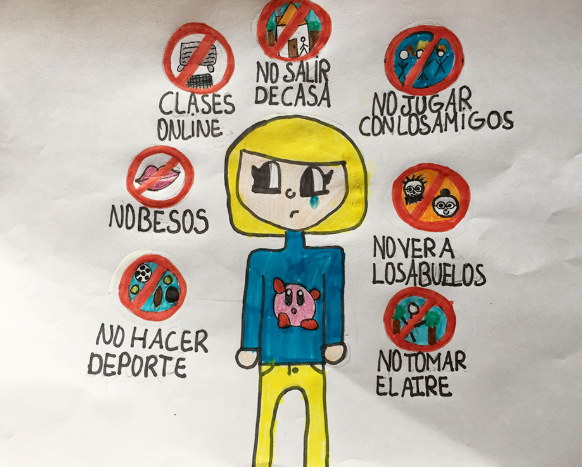 CLASES
ONLINE
NO SALIR
DE CASA
NO JUGAR
CON LOS AMIGOS
NO BESOS
NO VER A
LOS ABUELOS
NO HACER
DEPORTE
NO TOMAR
EL AIRE